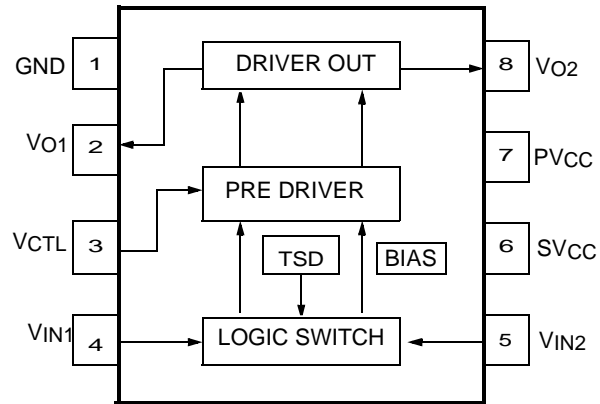 GND 1 DRIVER OUT 8 VO2
VO1 2 7 PVCC
PRE DRIVER
VCTL 3 6 SVCC
TSD BIAS
VIN1 4 LOGIC SWITCH 5 VIN2